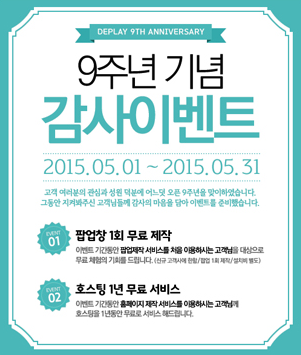 DEPLAY 9TH ANNIVERSARY
9주년 기념
감사이벤트
2015.05.01 ~ 2015.05.31
고객 여러분의 관심과 성원 덕분에 어느덧 오픈 9주년을 맞이하였습니다.
그동안 지켜봐주신 고객님들께 감사의 마음을 담아 이벤트를 준비했습니다.
EVENT 01
팝업창 1회 무료 제작
이벤트 기간동안 팝업제작 서비스를 처음 이용하시는 고객님을 대상으로
무료 체험의 기회를 드립니다. (신규 고객사에 한함/팝업 1회 제작/설치비 별도)
EVENT 02
호스팅 1년 무료 서비스
이벤트 기간동안 홈페이지 제작 서비스를 이용하시는 고객님께
호스팅을 1년동안 무료로 서비스 해드립니다.